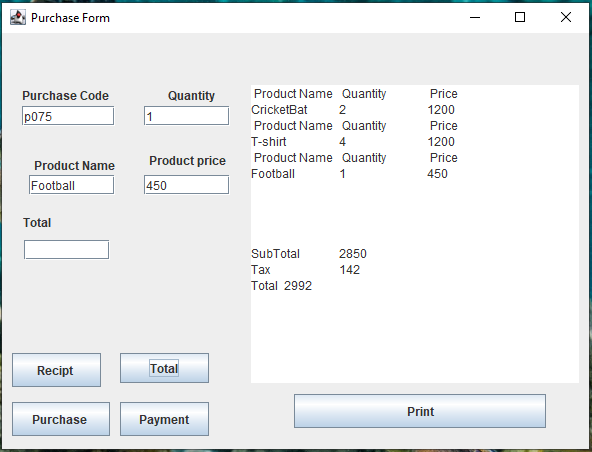 Purchase Form
Purchase Code Quantity
p075 1
Product Name Product price
Football 450
Total
Product Name Quantity Price
CricketBat 2 1200
Product Name Quantity Price
T-shirt 4 1200
Product Name Quantity Price
Football 1 450
SubTotal 2850
Tax 142
Total 2992
Recipt Total
Purchase Payment
Print